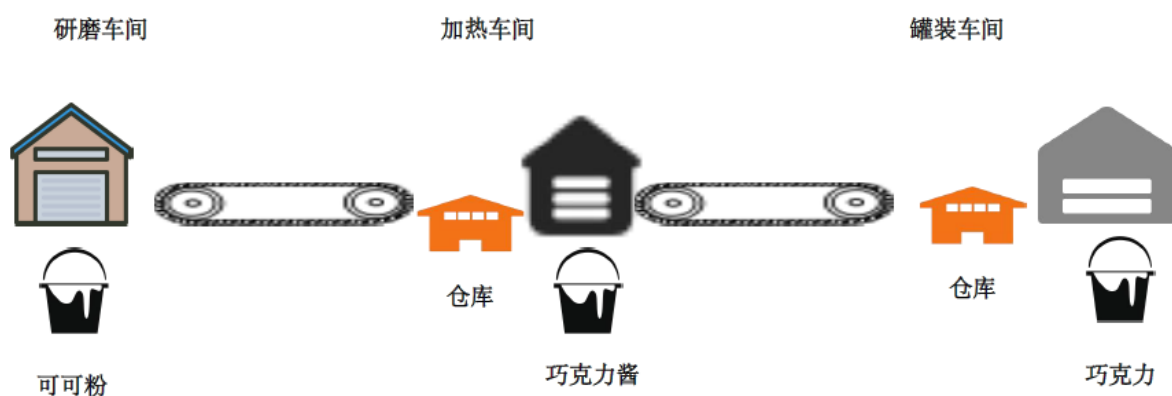 研磨车间
加热车间
罐装车间
仓库
仓库
可可粉
巧克力酱
巧克力